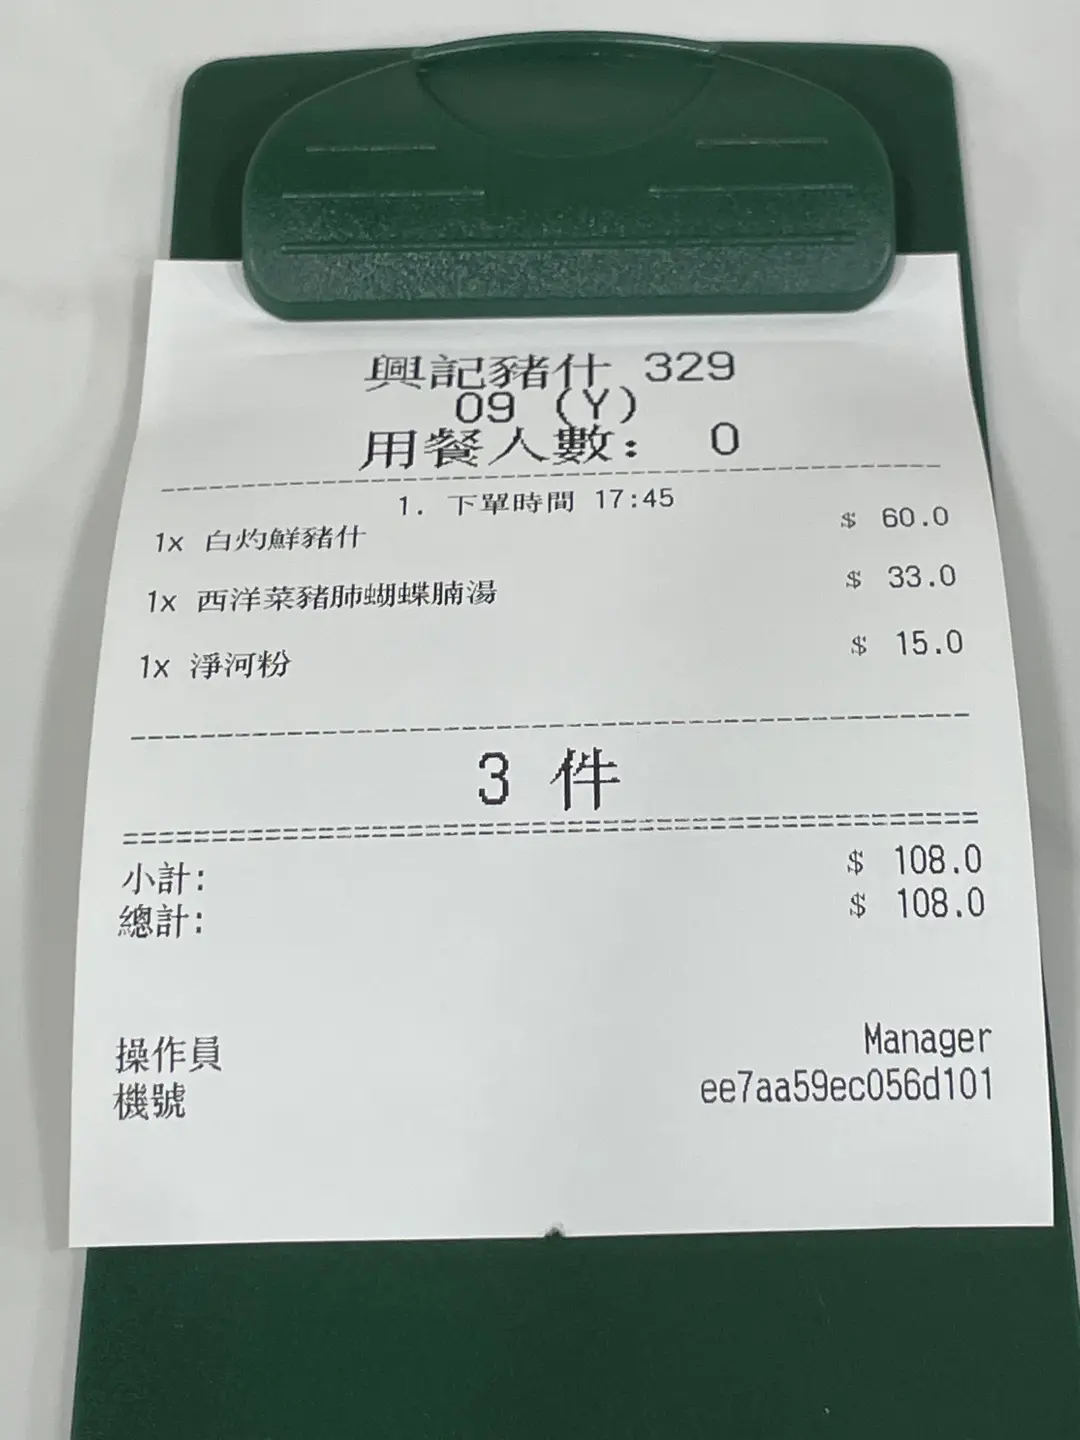 興記豬什 329
09 (Y)
用餐人數： 0
1. 下單時間 17:45
1x 白灼鮮豬什 $ 60.0
1x 西洋菜豬肺蝴蝶腩湯 $ 33.0
1x 淨河粉 $ 15.0
3 件
小計: $ 108.0
總計: $ 108.0
操作員 Manager
機號 ee7aa59ec056d101